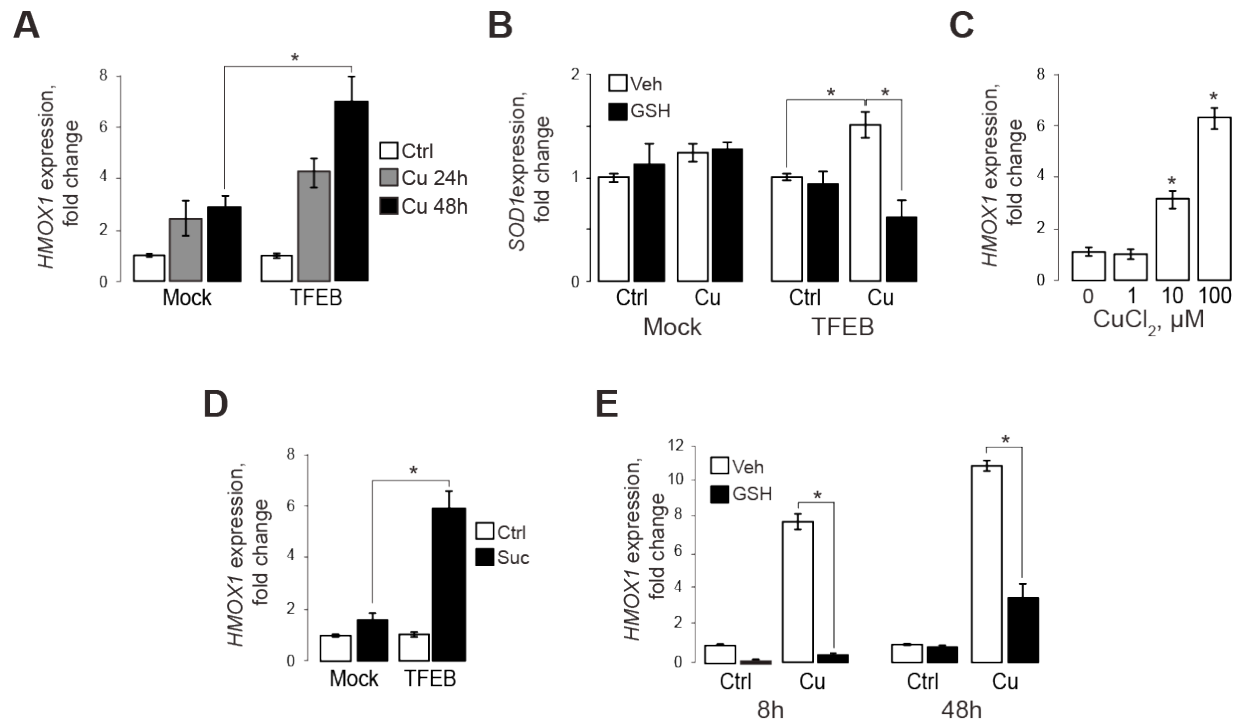 A
HMOX1 expression,
fold change
8
6
4
2
0
*
Ctrl
Cu 24h
Cu 48h
Mock
TFEB
B
SOD1expression,
fold change
2
1
0
Veh
GSH
*
*
Ctrl
Cu
Ctrl
Cu
Mock
TFEB
C
HMOX1 expression,
fold change
8
6
4
2
0
*
*
0
1
10
100
CuCl2, µM
D
HMOX1 expression,
fold change
8
6
4
2
0
*
Ctrl
Suc
Mock
TFEB
E
HMOX1 expression,
fold change
12
10
8
6
4
2
0
Veh
GSH
*
*
Ctrl
Cu
Ctrl
Cu
8h
48h